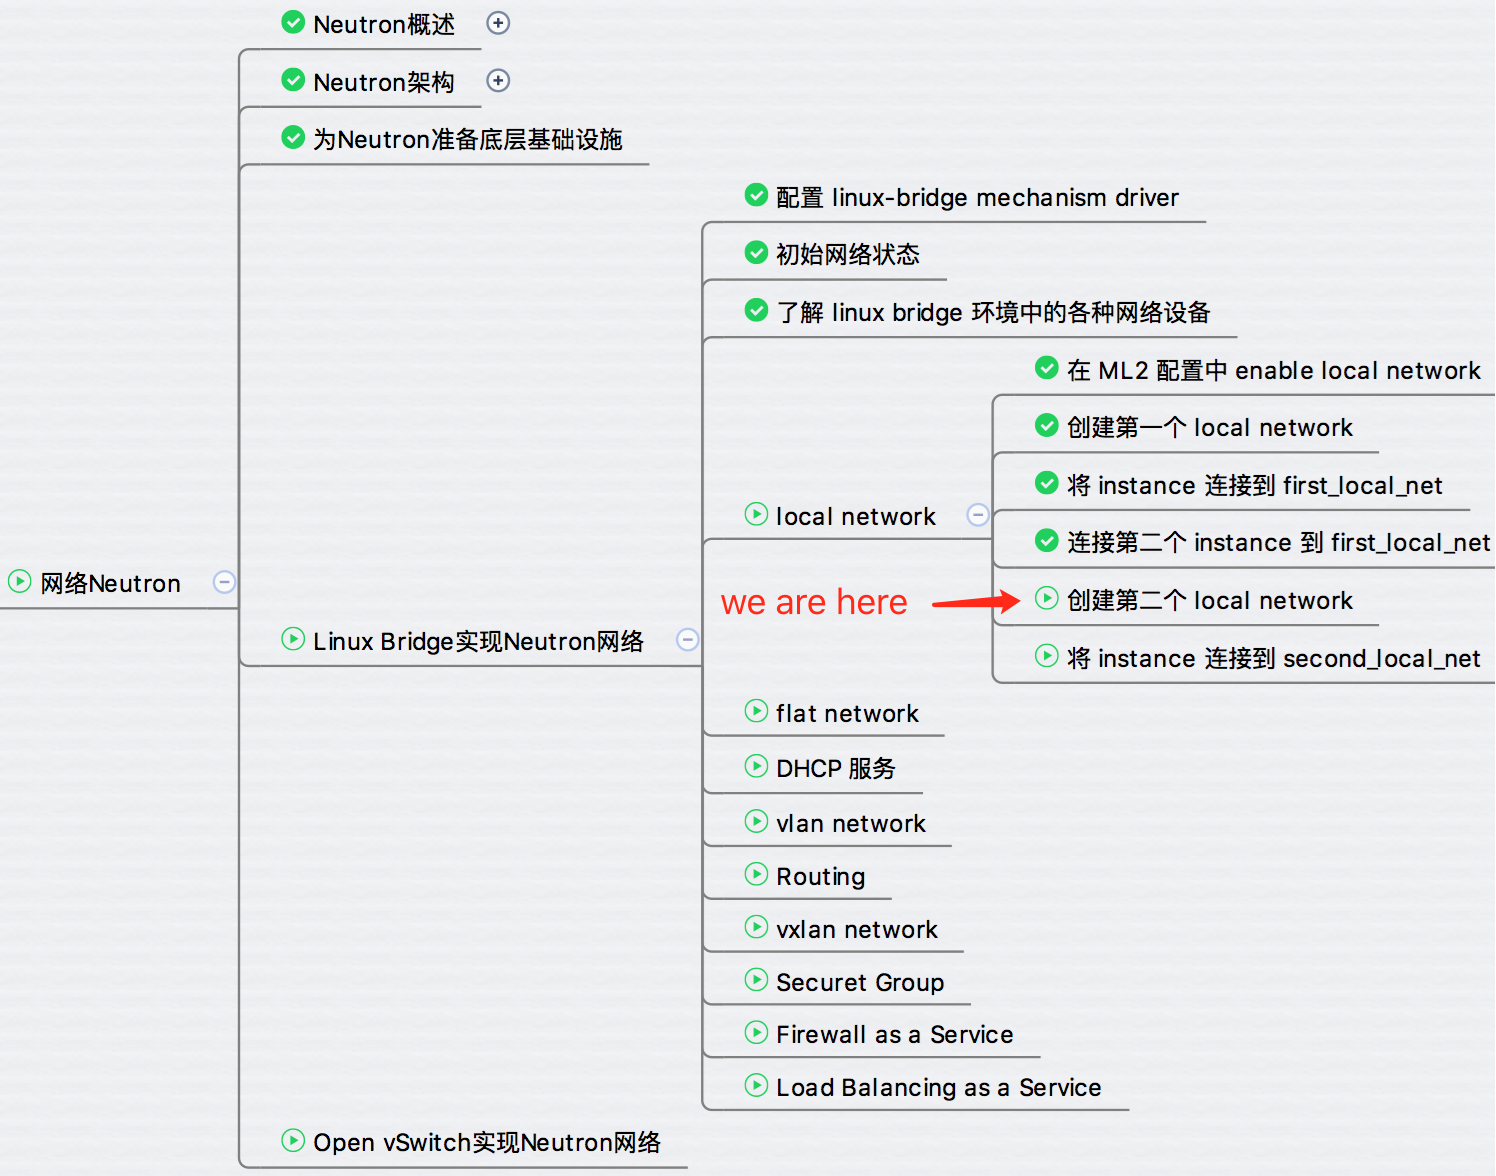 Neutron概述
Neutron架构
为Neutron准备底层基础设施
配置 linux-bridge mechanism driver
初始网络状态
了解 linux bridge 环境中的各种网络设备
在 ML2 配置中 enable local network
创建第一个 local network
将 instance 连接到 first_local_net
local network
连接第二个 instance 到 first_local_net
网络Neutron
we are here
创建第二个 local network
Linux Bridge实现Neutron网络
将 instance 连接到 second_local_net
flat network
DHCP 服务
vlan network
Routing
vxlan network
Securet Group
Firewall as a Service
Load Balancing as a Service
Open vSwitch实现Neutron网络